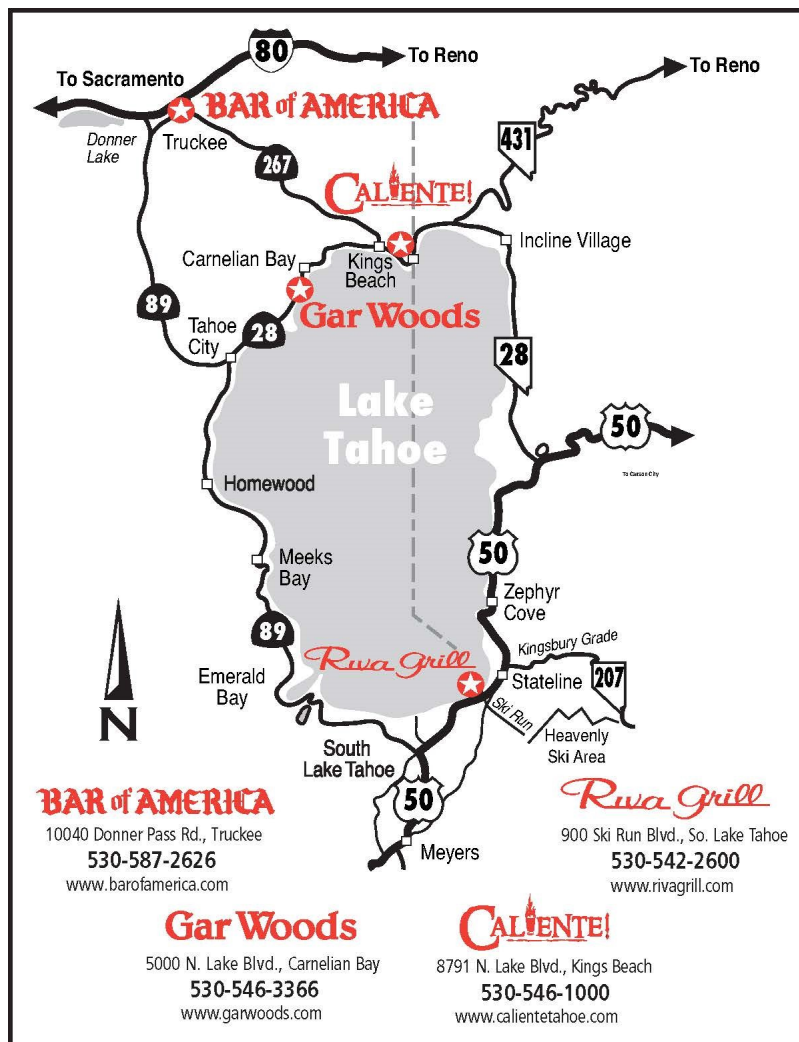 80
To Reno
To Sacramento
To Reno
BAR of AMERICA
Donner
Lake
Truckee
431
267
CALIENTE!
Incline Village
Carnelian Bay
Kings
Beach
89
Gar Woods
Tahoe
City
28
28
Lake
Tahoe
50
To Carson City
Homewood
50
Meeks
Bay
Zephyr
Cove
89
Kingsbury Grade
Riva Grill
Emerald
Bay
Stateline
207
N
Ski Run
Heavenly
Ski Area
South
Lake Tahoe
50
Meyers
BAR of AMERICA
10040 Donner Pass Rd., Truckee
530-587-2626
www.barofamerica.com
Riva Grill
900 Ski Run Blvd., So. Lake Tahoe
530-542-2600
www.rivagrill.com
Gar Woods
5000 N. Lake Blvd., Carnelian Bay
530-546-3366
www.garwoods.com
CALIENTE!
8791 N. Lake Blvd., Kings Beach
530-546-1000
www.calientetahoe.com